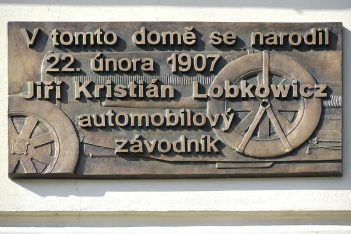 V tomto domě se narodil
22. února 1907
Jiří Kristián Lobkowicz
automobilový
závodník